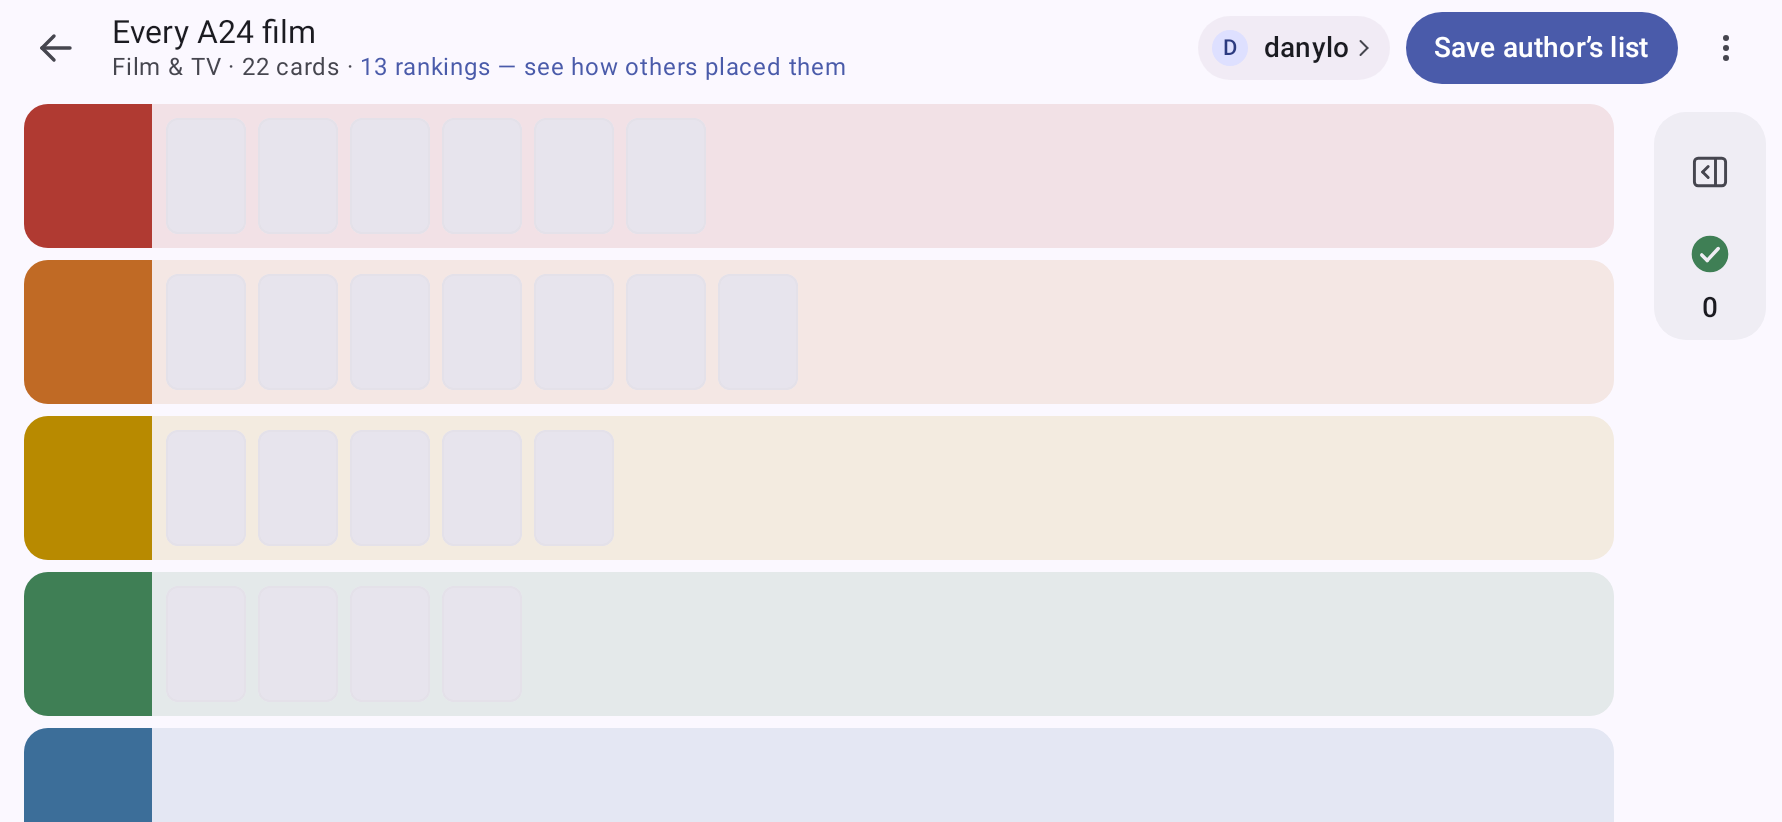 Every A24 film
Film & TV · 22 cards · 13 rankings — see how others placed them
D danylo
Save author’s list
0